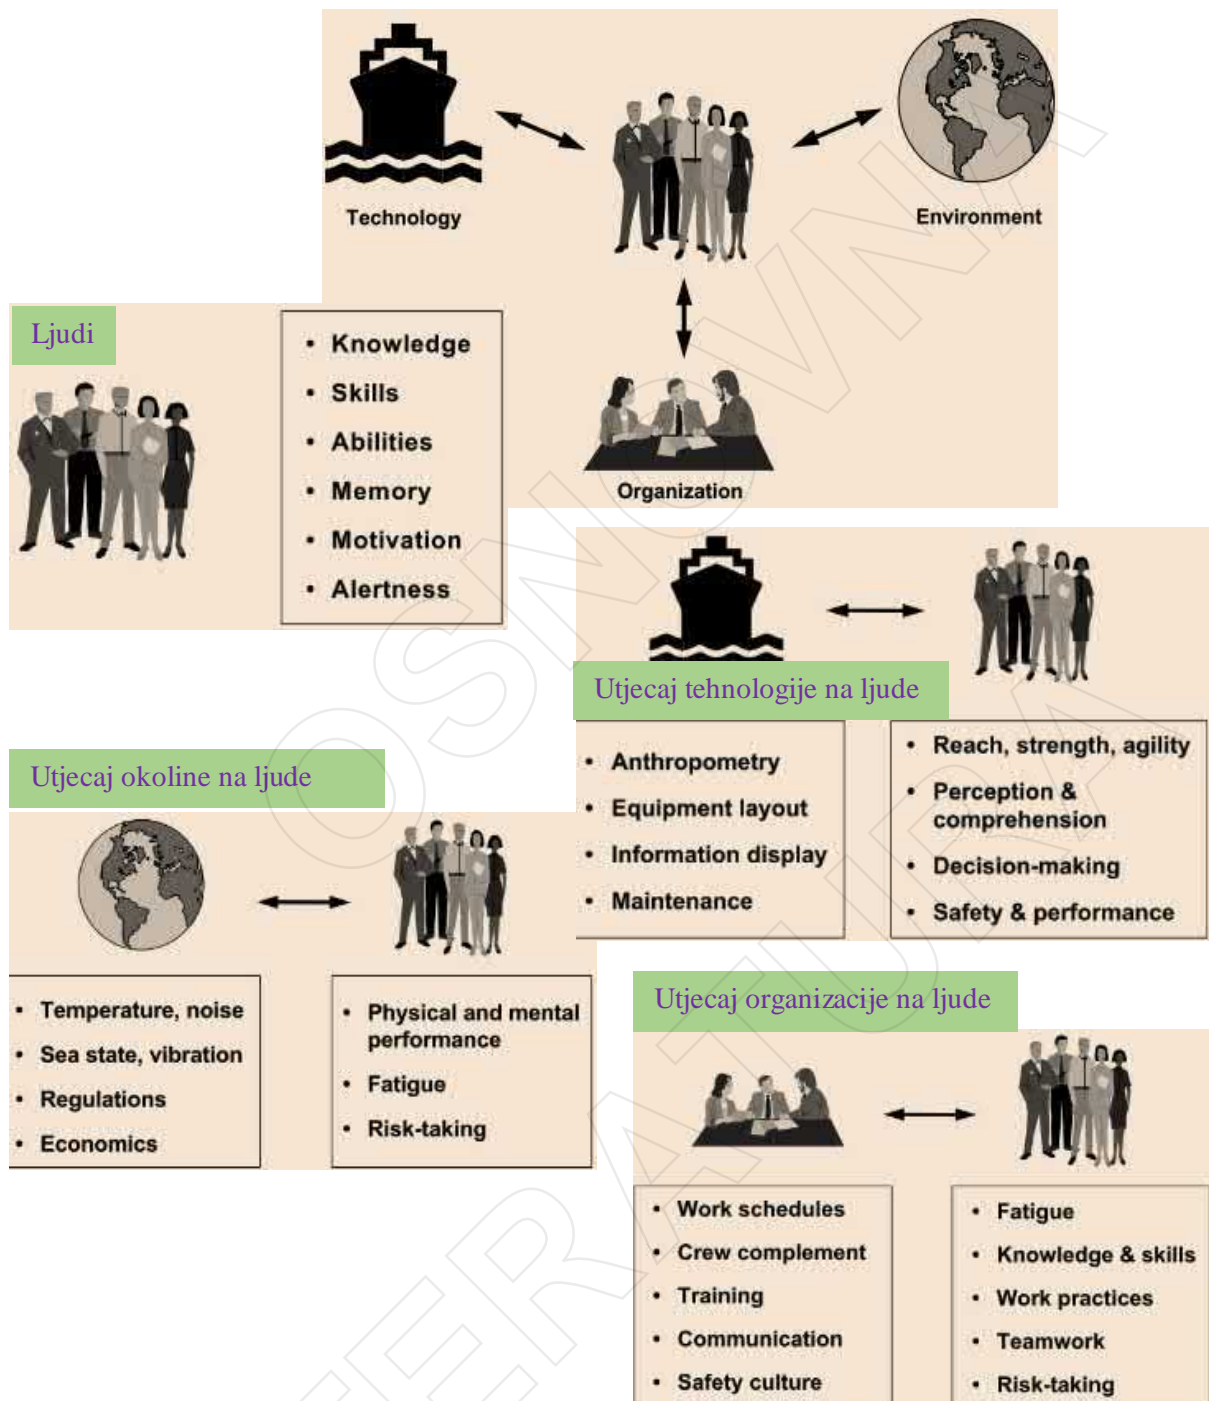 Technology
Environment
Organization
Ljudi
• Knowledge
• Skills
• Abilities
• Memory
• Motivation
• Alertness
Utjecaj tehnologije na ljude
• Anthropometry
• Equipment layout
• Information display
• Maintenance
• Reach, strength, agility
• Perception &
comprehension
• Decision-making
• Safety & performance
Utjecaj okoline na ljude
• Temperature, noise
• Sea state, vibration
• Regulations
• Economics
• Physical and mental
performance
• Fatigue
• Risk-taking
Utjecaj organizacije na ljude
• Work schedules
• Crew complement
• Training
• Communication
• Safety culture
• Fatigue
• Knowledge & skills
• Work practices
• Teamwork
• Risk-taking
OSNOVNA
TERATURA